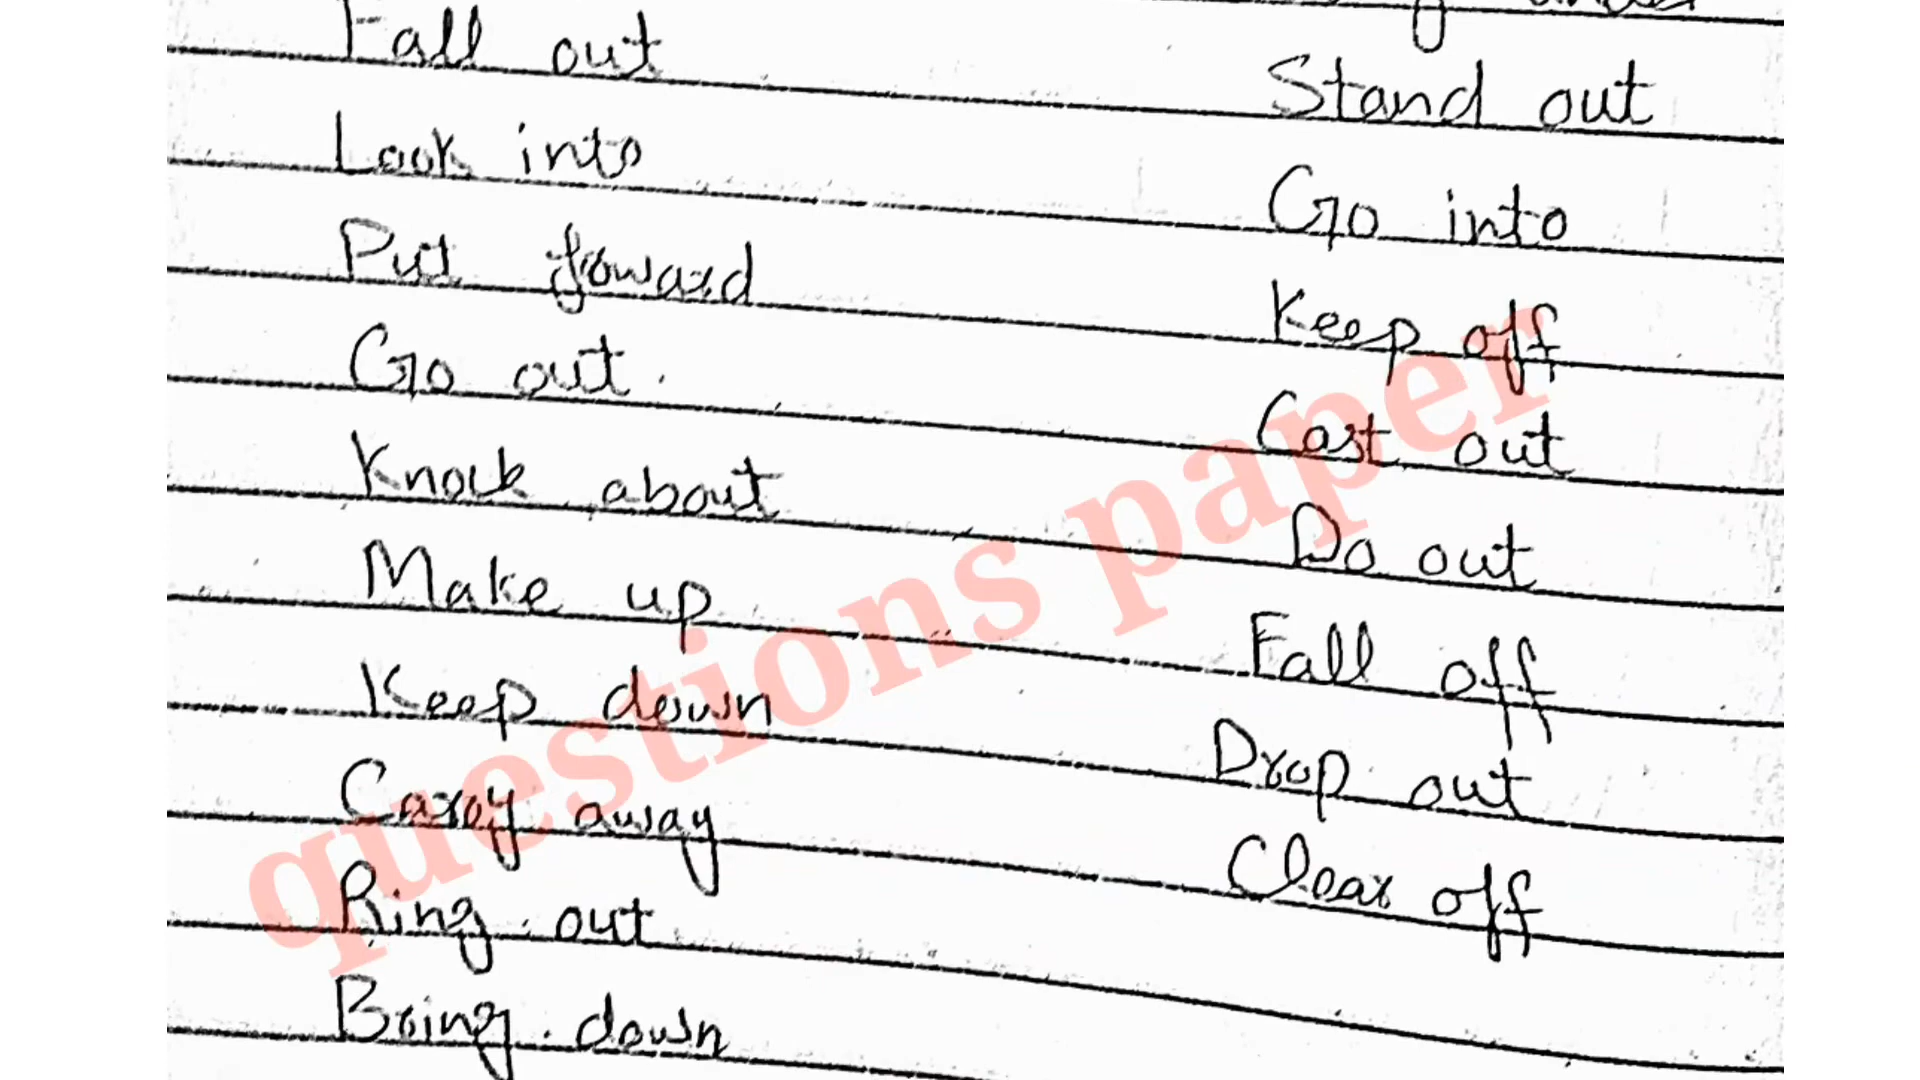 Fall out
Look into
Put foward
Go out.
Knock about
Make up
Keep down
Carry away
Ring out
Bring down
Stand out
Go into
Keep off
Cast out
Do out
Fall off
Drop out
Clear off
questions paper